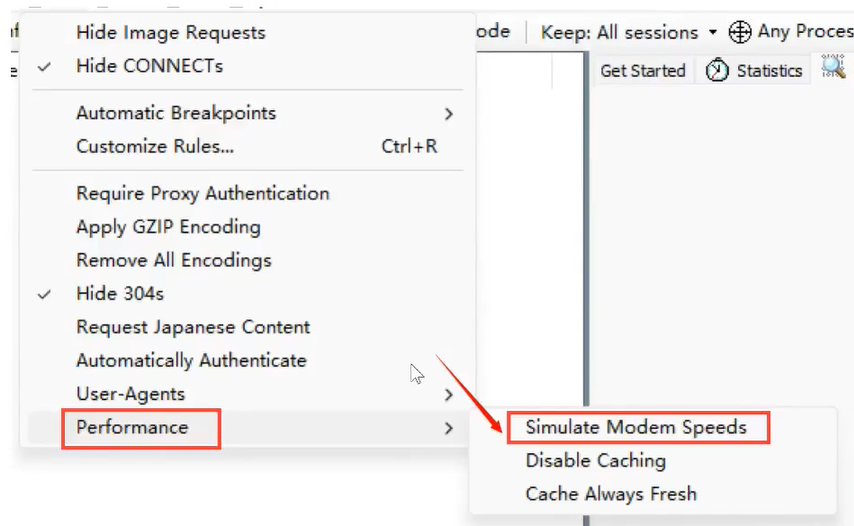 Hide Image Requests
Hide CONNECTs
Automatic Breakpoints
Customize Rules... Ctrl+R
Require Proxy Authentication
Apply GZIP Encoding
Remove All Encodings
Hide 304s
Request Japanese Content
Automatically Authenticate
User-Agents
Performance
ode Keep: All sessions Any Proces
Get Started Statistics
Simulate Modem Speeds
Disable Caching
Cache Always Fresh